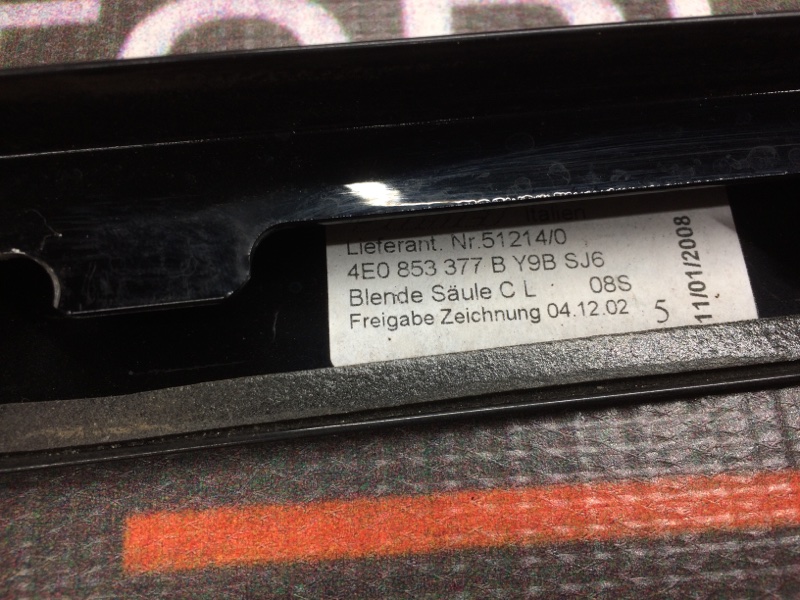 Italien
Lieferant. Nr.51214/0
4E0 853 377 B Y9B SJ6
Blende Säule C L 08S
Freigabe Zeichnung 04.12.02 5
11/01/2008